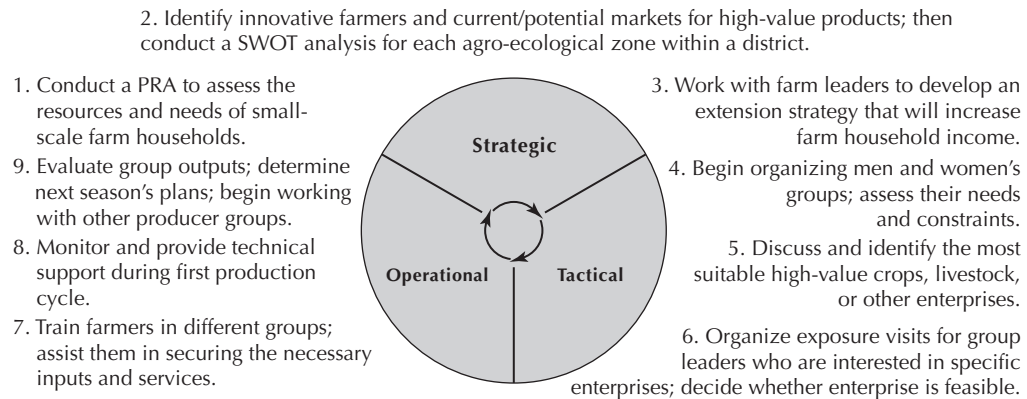 2. Identify innovative farmers and current/potential markets for high-value products; then
conduct a SWOT analysis for each agro-ecological zone within a district.
1. Conduct a PRA to assess the
resources and needs of small-
scale farm households.
9. Evaluate group outputs; determine
next season's plans; begin working
with other producer groups.
8. Monitor and provide technical
support during first production
cycle.
7. Train farmers in different groups;
assist them in securing the necessary
inputs and services.
Strategic
Operational
Tactical
3. Work with farm leaders to develop an
extension strategy that will increase
farm household income.
4. Begin organizing men and women's
groups; assess their needs
and constraints.
5. Discuss and identify the most
suitable high-value crops, livestock,
or other enterprises.
6. Organize exposure visits for group
leaders who are interested in specific
enterprises; decide whether enterprise is feasible.